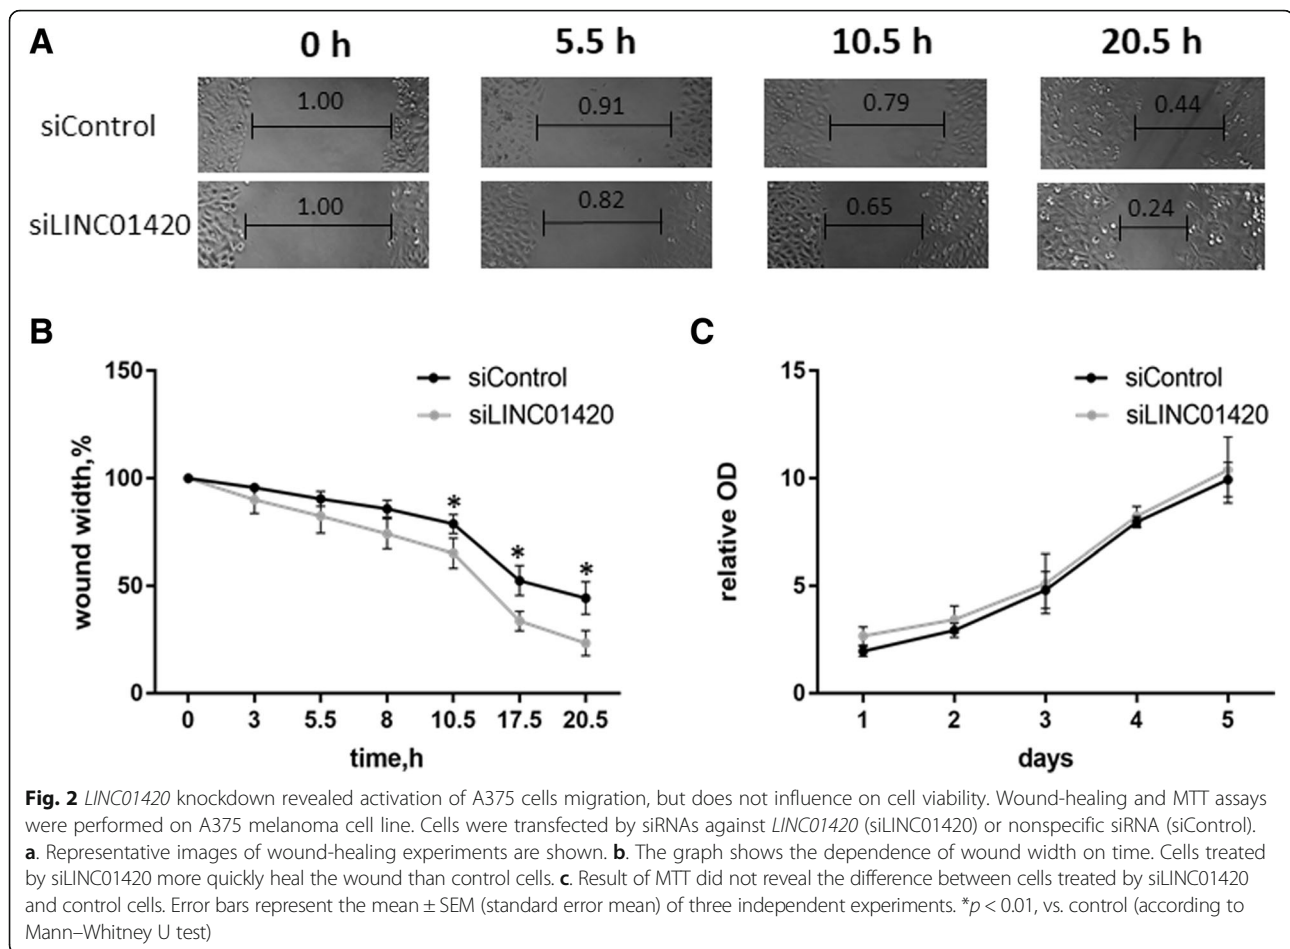 A
0 h 5.5 h 10.5 h 20.5 h
siControl 1.00 0.91 0.79 0.44
siLINC01420 1.00 0.82 0.65 0.24
B
150
100
50
0
wound width,%
siControl
siLINC01420
*
*
*
0 3 5.5 8 10.5 17.5 20.5
time,h
C
15
10
5
0
relative OD
siControl
siLINC01420
1 2 3 4 5
days
Fig. 2 LINC01420 knockdown revealed activation of A375 cells migration, but does not influence on cell viability. Wound-healing and MTT assays
were performed on A375 melanoma cell line. Cells were transfected by siRNAs against LINC01420 (siLINC01420) or nonspecific siRNA (siControl).
a. Representative images of wound-healing experiments are shown. b. The graph shows the dependence of wound width on time. Cells treated
by siLINC01420 more quickly heal the wound than control cells. c. Result of MTT did not reveal the difference between cells treated by siLINC01420
and control cells. Error bars represent the mean ± SEM (standard error mean) of three independent experiments. *p < 0.01, vs. control (according to
Mann–Whitney U test)